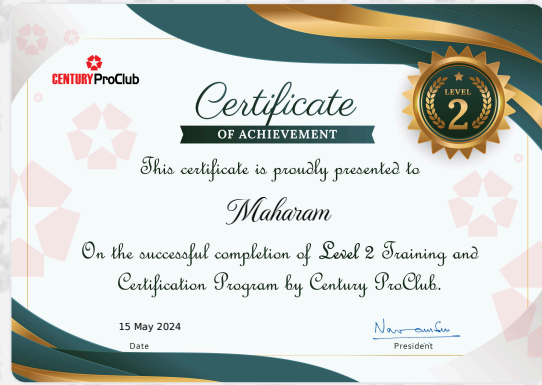 CENTURY ProClub
Certificate
OF ACHIEVEMENT
LEVEL
2
This certificate is proudly presented to
Maharam
On the successful completion of Level 2 Training and
Certification Program by Century ProClub.
15 May 2024
Date
President